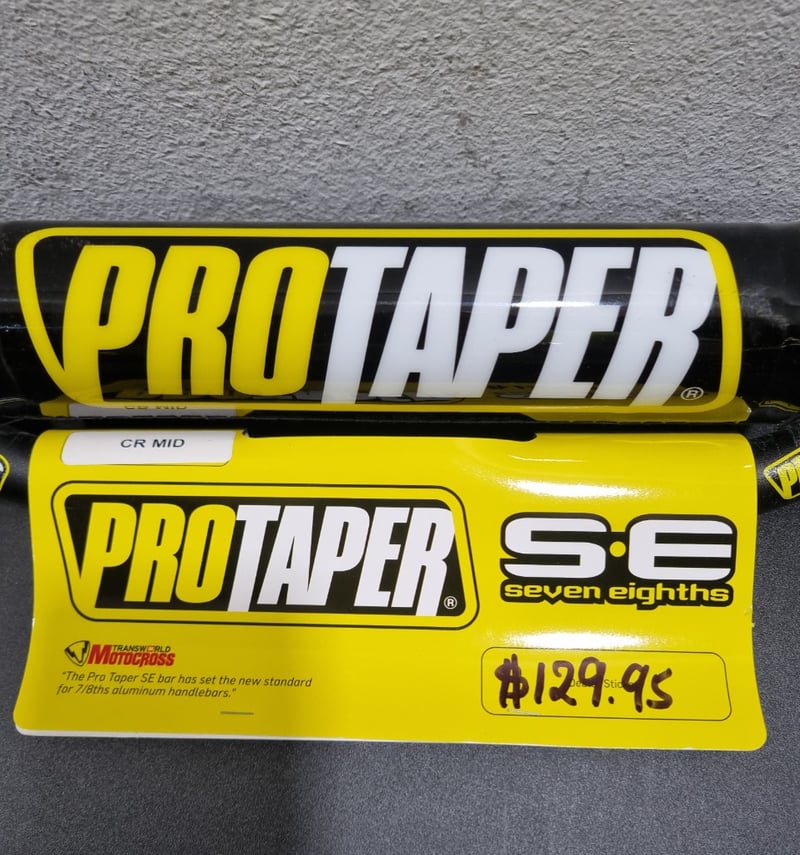 PROTAPER®
CR MID
PROTAPER®
S·E
seven eighths
TRANSWORLD
MOTOCROSS
"The Pro Taper SE bar has set the new standard
for 7/8ths aluminum handlebars."
$129.95
PRO